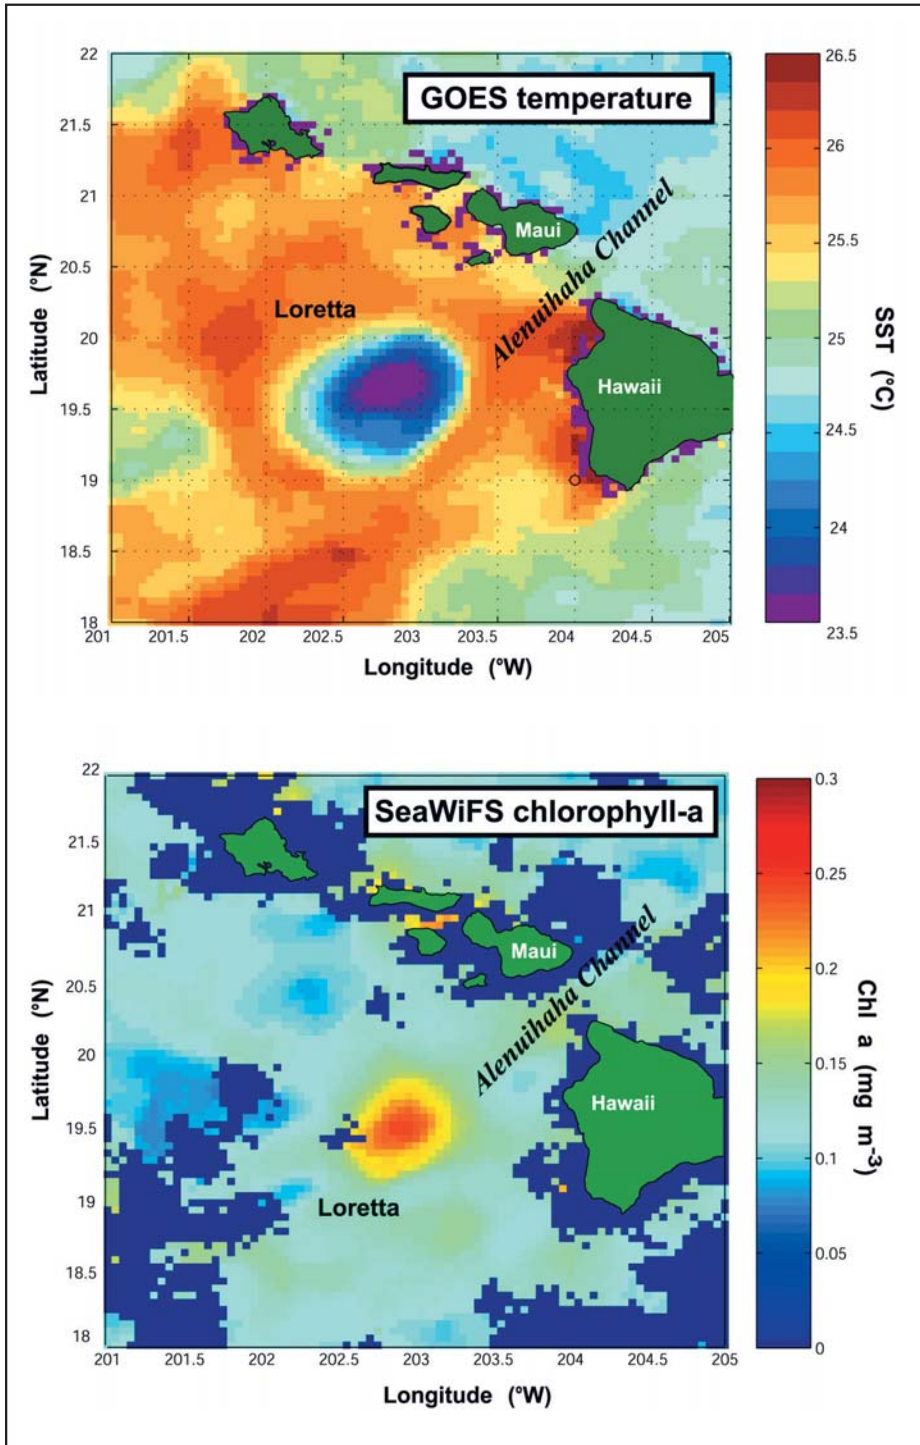 GOES temperature
22
21.5
21
20.5
20
19.5
19
18.5
18
Latitude (°N)
Maui
Alenuihaha Channel
Loretta
Hawaii
201 201.5 202 202.5 203 203.5 204 204.5 205
Longitude (°W)
26.5
26
25.5
25
24.5
24
23.5
SST (°C)
SeaWiFS chlorophyll-a
22
21.5
21
20.5
20
19.5
19
18.5
18
Latitude (°N)
Maui
Alenuihaha Channel
Hawaii
Loretta
201 201.5 202 202.5 203 203.5 204 204.5 205
Longitude (°W)
0.3
0.25
0.2
0.15
0.1
0.05
0
Chl a (mg m⁻³)